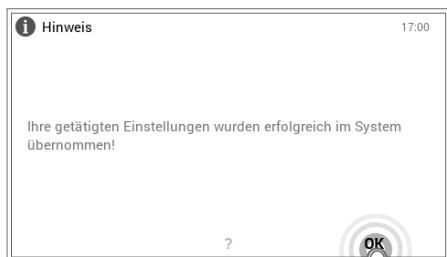 Hinweis 17:00
Ihre getätigten Einstellungen wurden erfolgreich im System
übernommen!
? OK